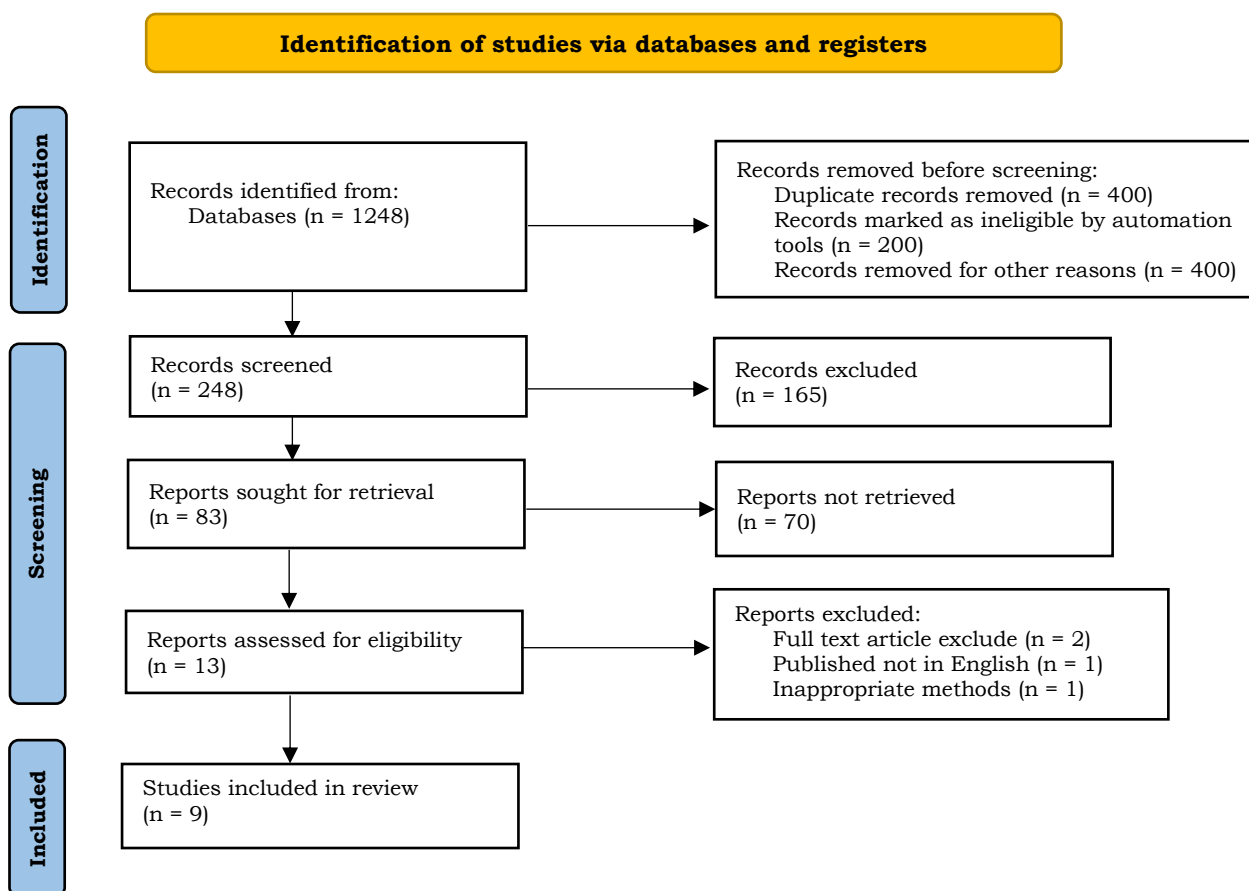 Identification of studies via databases and registers
Identification
Records identified from:
Databases (n = 1248)
Records removed before screening:
Duplicate records removed (n = 400)
Records marked as ineligible by automation
tools (n = 200)
Records removed for other reasons (n = 400)
Screening
Records screened
(n = 248)
Records excluded
(n = 165)
Reports sought for retrieval
(n = 83)
Reports not retrieved
(n = 70)
Reports assessed for eligibility
(n = 13)
Reports excluded:
Full text article exclude (n = 2)
Published not in English (n = 1)
Inappropriate methods (n = 1)
Included
Studies included in review
(n = 9)